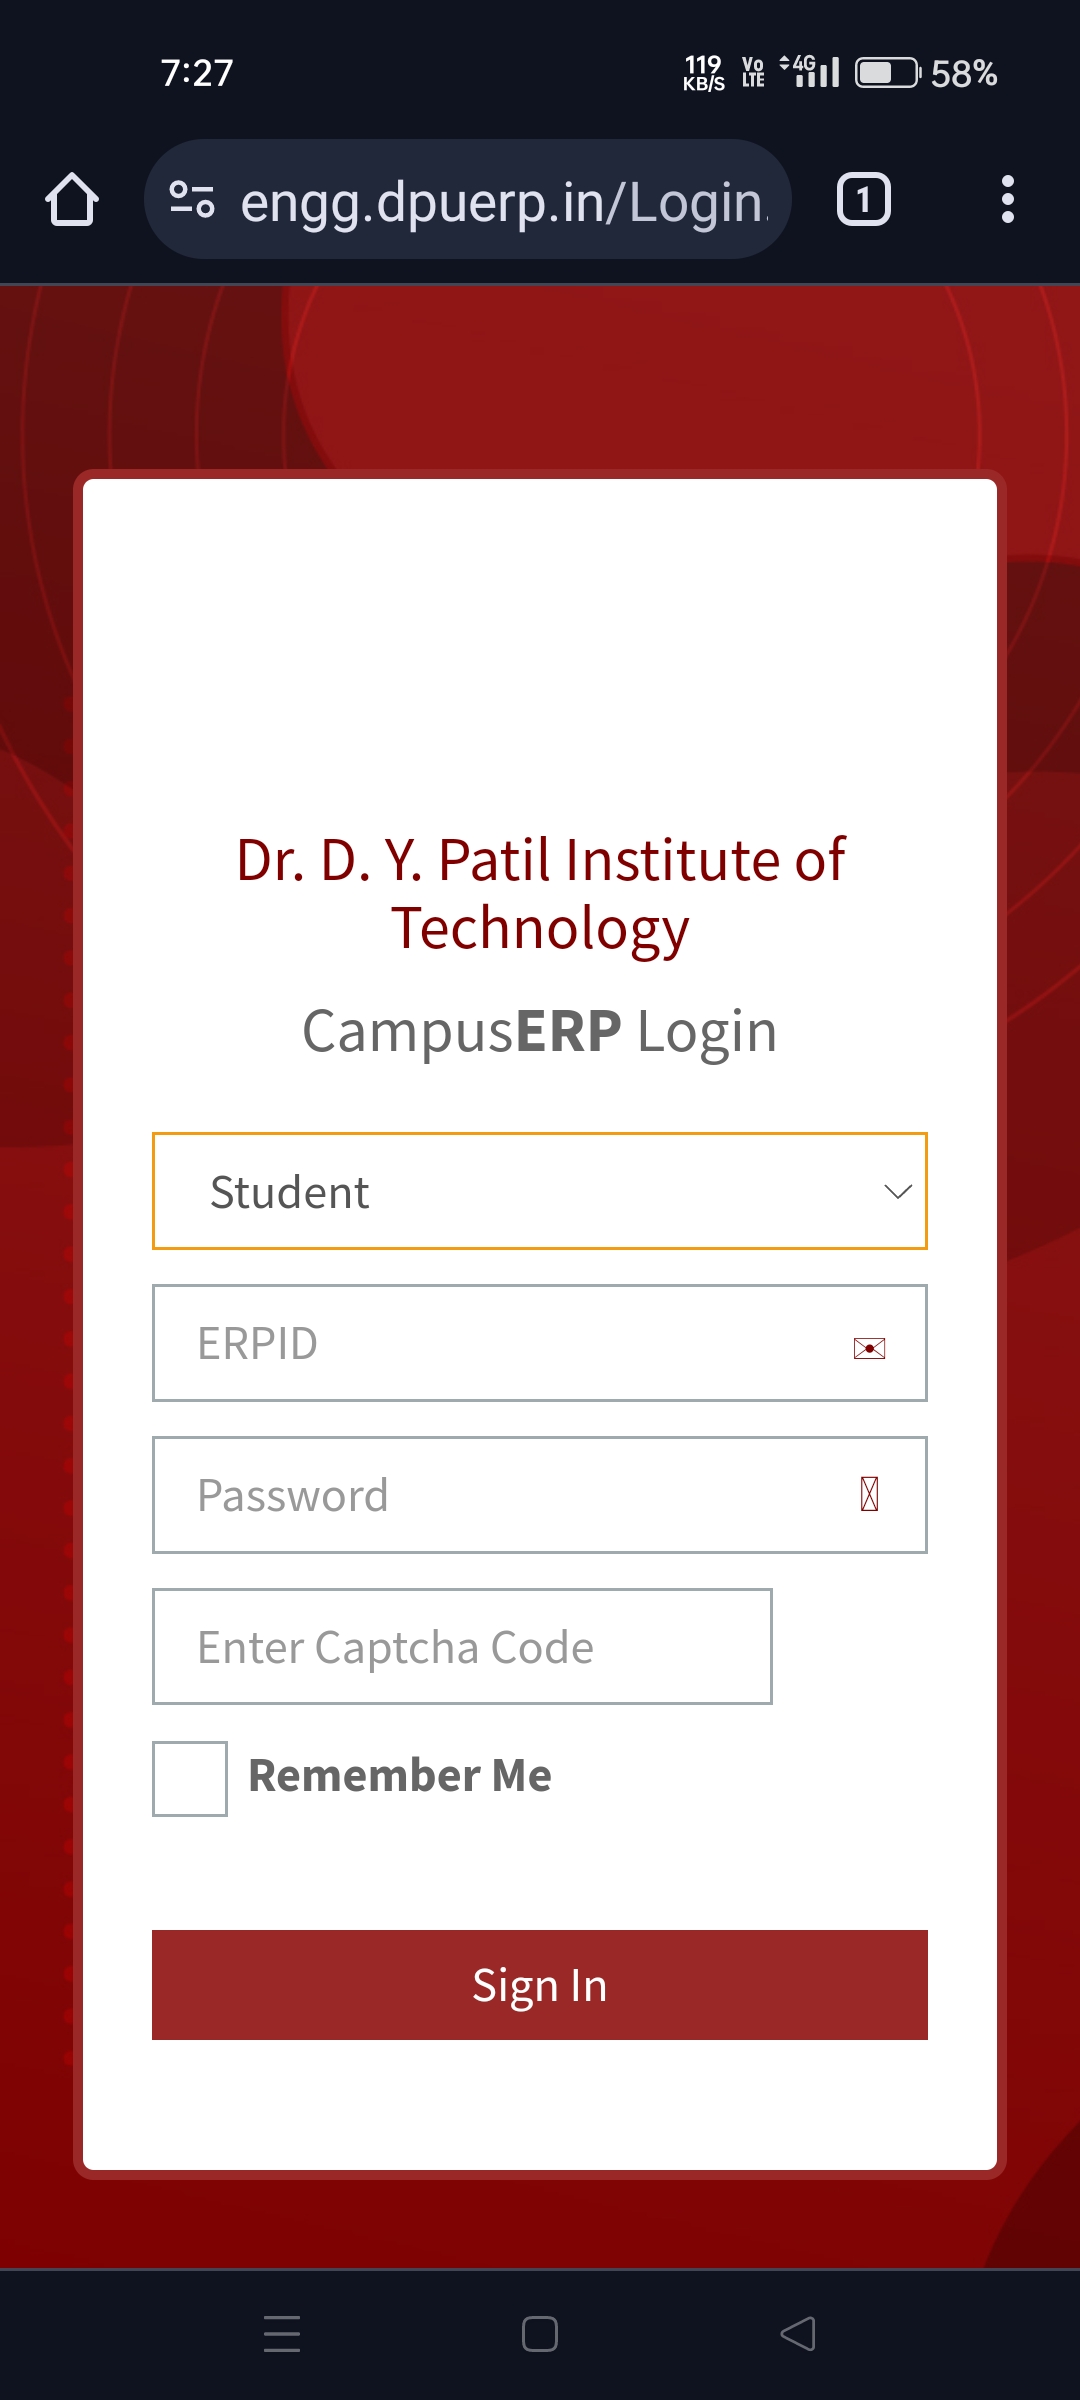 7:27
119 KB/S Vo LTE 4G 58%
engg.dpuerp.in/Login.
1
Dr. D. Y. Patil Institute of
Technology
CampusERP Login
Student
ERPID
Password
Enter Captcha Code
Remember Me
Sign In